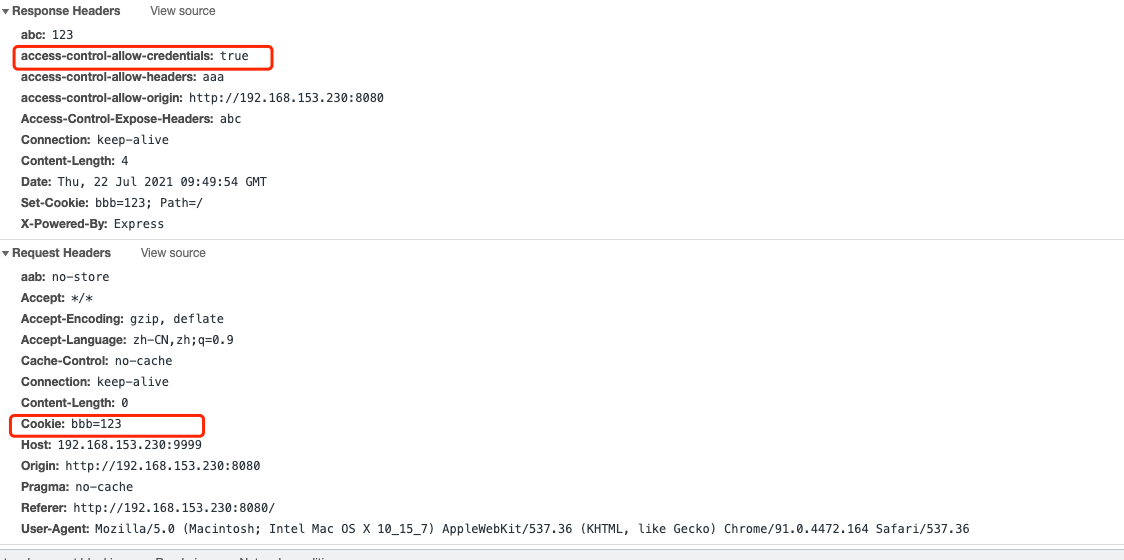 Response Headers View source
abc: 123
access-control-allow-credentials: true
access-control-allow-headers: aaa
access-control-allow-origin: http://192.168.153.230:8080
Access-Control-Expose-Headers: abc
Connection: keep-alive
Content-Length: 4
Date: Thu, 22 Jul 2021 09:49:54 GMT
Set-Cookie: bbb=123; Path=/
X-Powered-By: Express
Request Headers View source
aab: no-store
Accept: */*
Accept-Encoding: gzip, deflate
Accept-Language: zh-CN,zh;q=0.9
Cache-Control: no-cache
Connection: keep-alive
Content-Length: 0
Cookie: bbb=123
Host: 192.168.153.230:9999
Origin: http://192.168.153.230:8080
Pragma: no-cache
Referer: http://192.168.153.230:8080/
User-Agent: Mozilla/5.0 (Macintosh; Intel Mac OS X 10_15_7) AppleWebKit/537.36 (KHTML, like Gecko) Chrome/91.0.4472.164 Safari/537.36